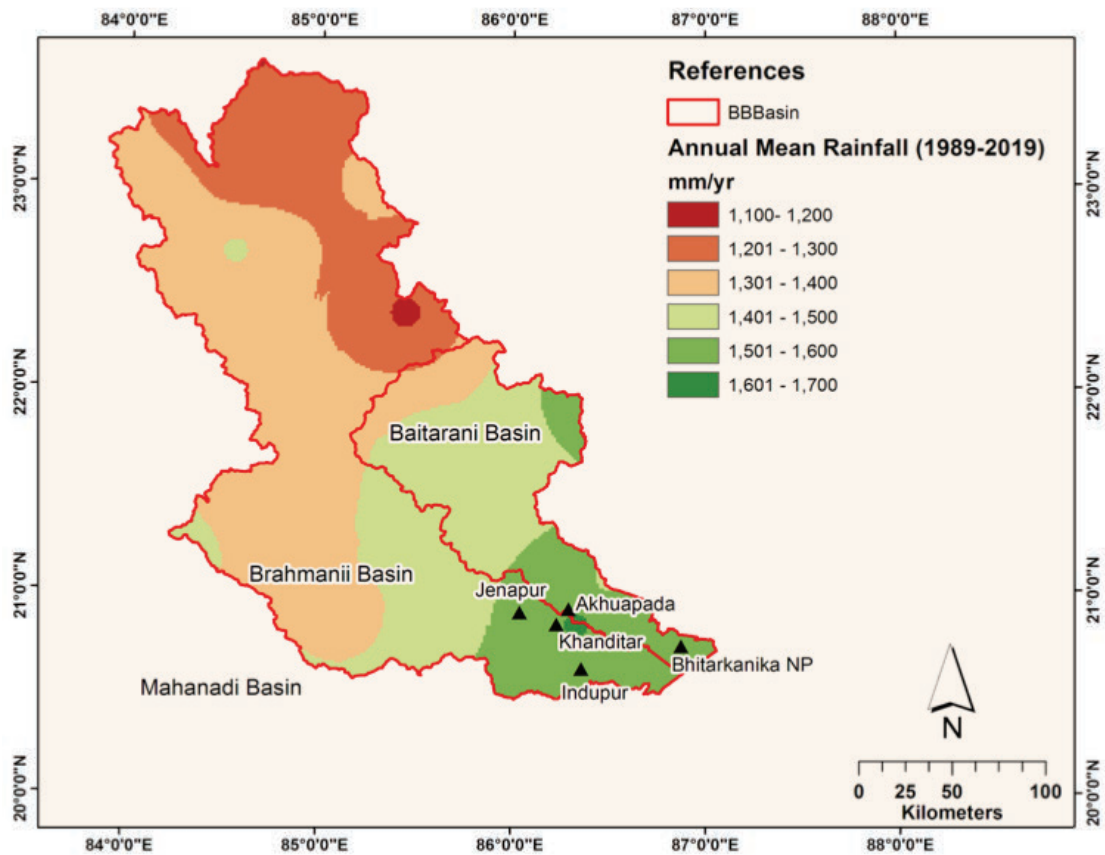 84°0'0"E 85°0'0"E 86°0'0"E 87°0'0"E 88°0'0"E
References
BBBasin
Annual Mean Rainfall (1989-2019)
mm/yr
1,100- 1,200
1,201 - 1,300
1,301 - 1,400
1,401 - 1,500
1,501 - 1,600
1,601 - 1,700
23°0'0"N 23°0'0"N
22°0'0"N 22°0'0"N
Baitarani Basin
Brahmanii Basin
21°0'0"N 21°0'0"N
Jenapur
Akhuapada
Khanditar
Bhitarkanika NP
Indupur
Mahanadi Basin
N
0 25 50 100
Kilometers
20°0'0"N 20°0'0"N
84°0'0"E 85°0'0"E 86°0'0"E 87°0'0"E 88°0'0"E